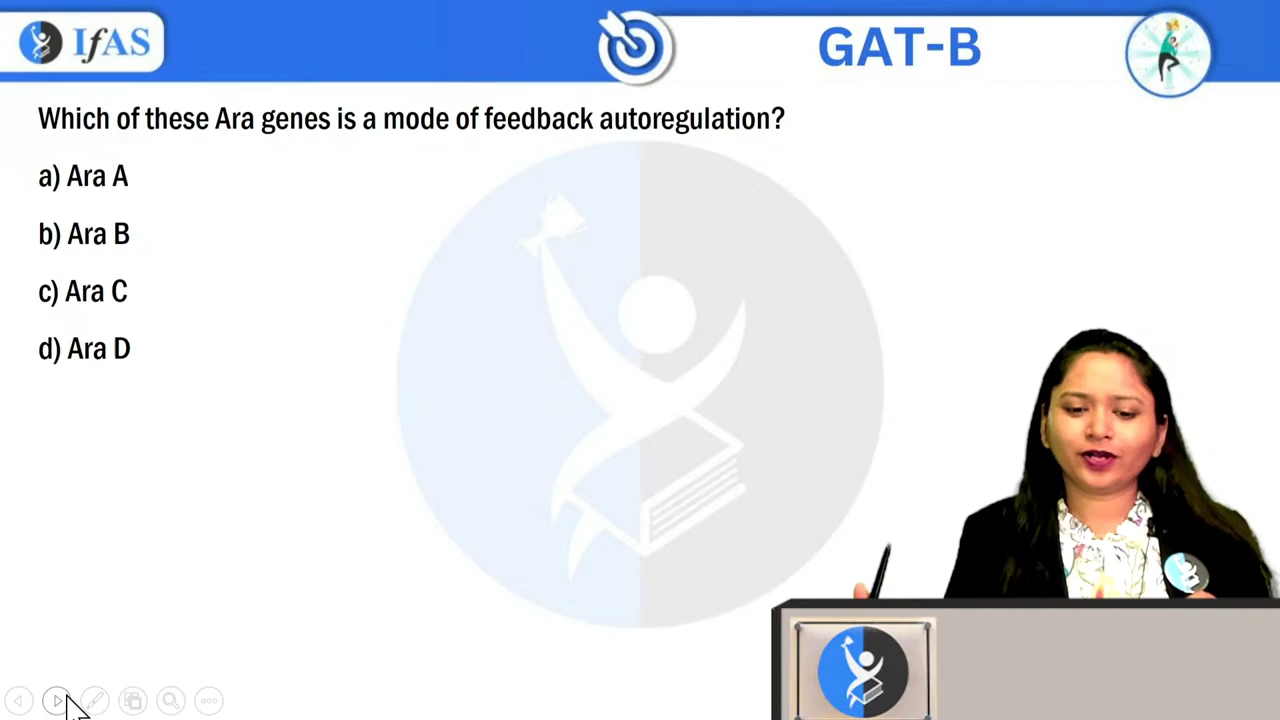 IfAS
GAT-B
Which of these Ara genes is a mode of feedback autoregulation?
a) Ara A
b) Ara B
c) Ara C
d) Ara D